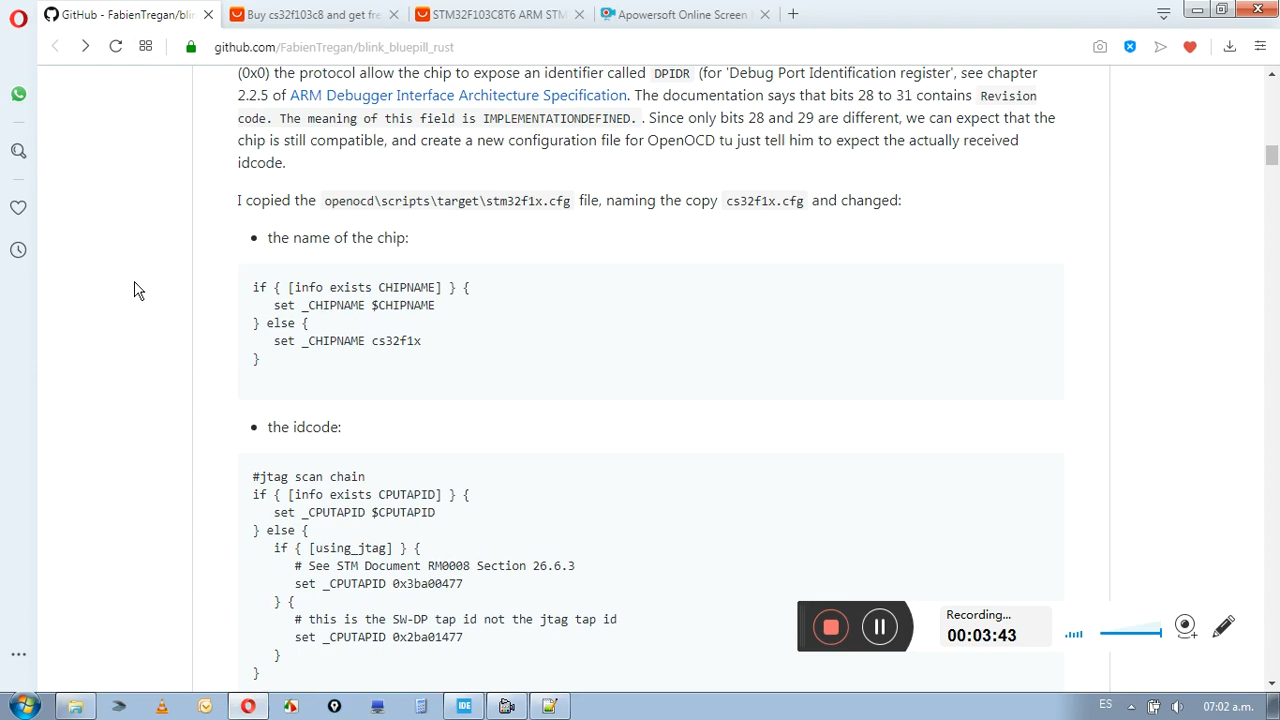 GitHub - FabienTregan/blin
Buy cs32f103c8 and get fre
STM32F103C8T6 ARM STM
Apowersoft Online Screen
github.com/FabienTregan/blink_bluepill_rust
(0x0) the protocol allow the chip to expose an identifier called DPIDR (for 'Debug Port Identification register', see chapter
2.2.5 of ARM Debugger Interface Architecture Specification. The documentation says that bits 28 to 31 contains Revision
code. The meaning of this field is IMPLEMENTATIONDEFINED. . Since only bits 28 and 29 are different, we can expect that the
chip is still compatible, and create a new configuration file for OpenOCD tu just tell him to expect the actually received
idcode.
I copied the openocd\scripts\target\stm32f1x.cfg file, naming the copy cs32f1x.cfg and changed:
• the name of the chip:
if { [info exists CHIPNAME] } {
set _CHIPNAME $CHIPNAME
} else {
set _CHIPNAME cs32f1x
}
• the idcode:
#jtag scan chain
if { [info exists CPUTAPID] } {
set _CPUTAPID $CPUTAPID
} else {
if { [using_jtag] } {
# See STM Document RM0008 Section 26.6.3
set _CPUTAPID 0x3ba00477
} {
# this is the SW-DP tap id not the jtag tap id
set _CPUTAPID 0x2ba01477
}
}
Recording...
00:03:43
IDE
ES
07:02 a.m.